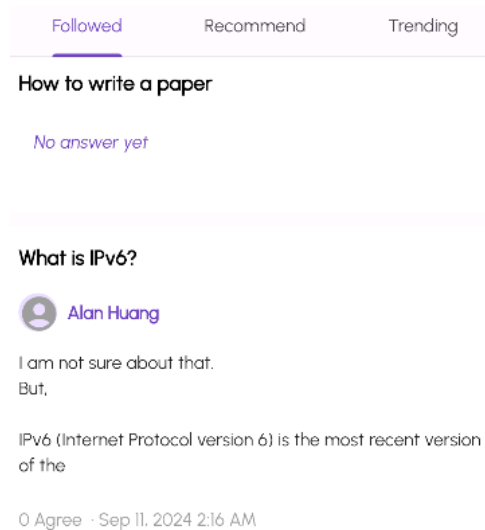 Followed Recommend Trending
How to write a paper
No answer yet
What is IPv6?
Alan Huang
I am not sure about that.
But,
IPv6 (Internet Protocol version 6) is the most recent version
of the
0 Agree · Sep 11, 2024 2:16 AM